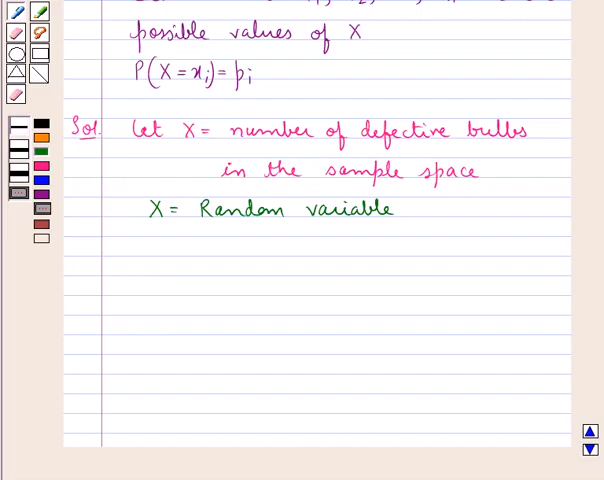 possible values of X
P(X = xi) = pi
Sol. Let X = number of defective bulbs
in the sample space
X = Random variable